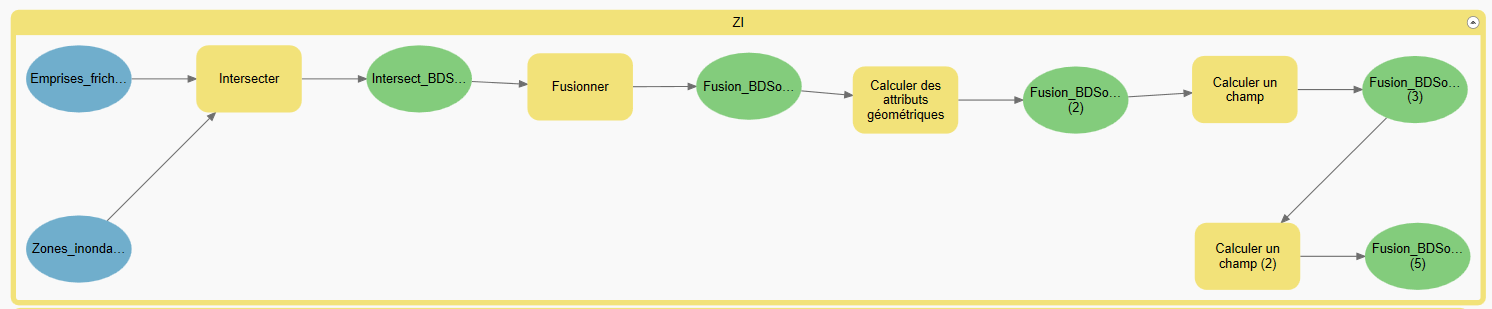 ZI
Emprises_frich…
Intersecter
Intersect_BDS…
Fusionner
Fusion_BDSo…
Calculer des
attributs
géométriques
Fusion_BDSo…
(2)
Calculer un
champ
Fusion_BDSo…
(3)
Zones_inonda…
Calculer un
champ (2)
Fusion_BDSo…
(5)